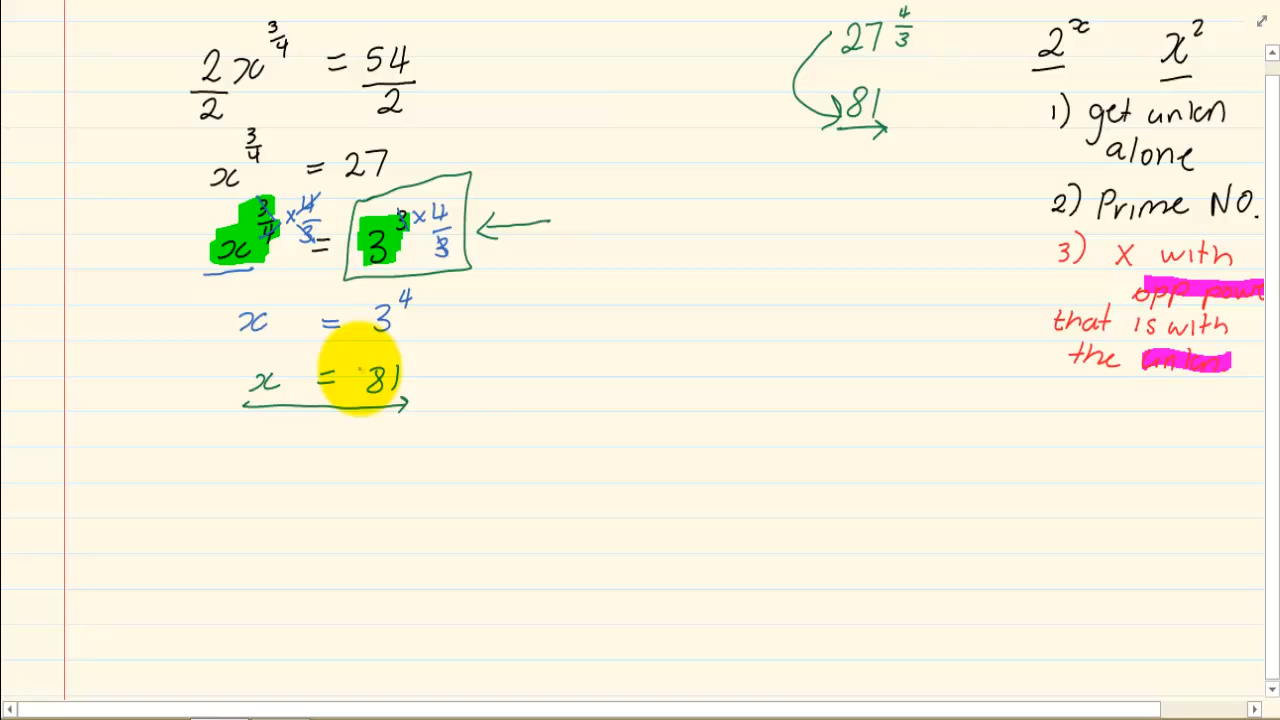 2x^(3/4) = 54
2 2
x^(3/4) = 27
x^(3/4 × 4/3) = 3^(3 × 4/3)
x = 3^4
x = 81
27^(4/3)
81
2^x x^2
1) get unkn
alone
2) Prime NO.
3) x with
opp powe
that is with
the unkn